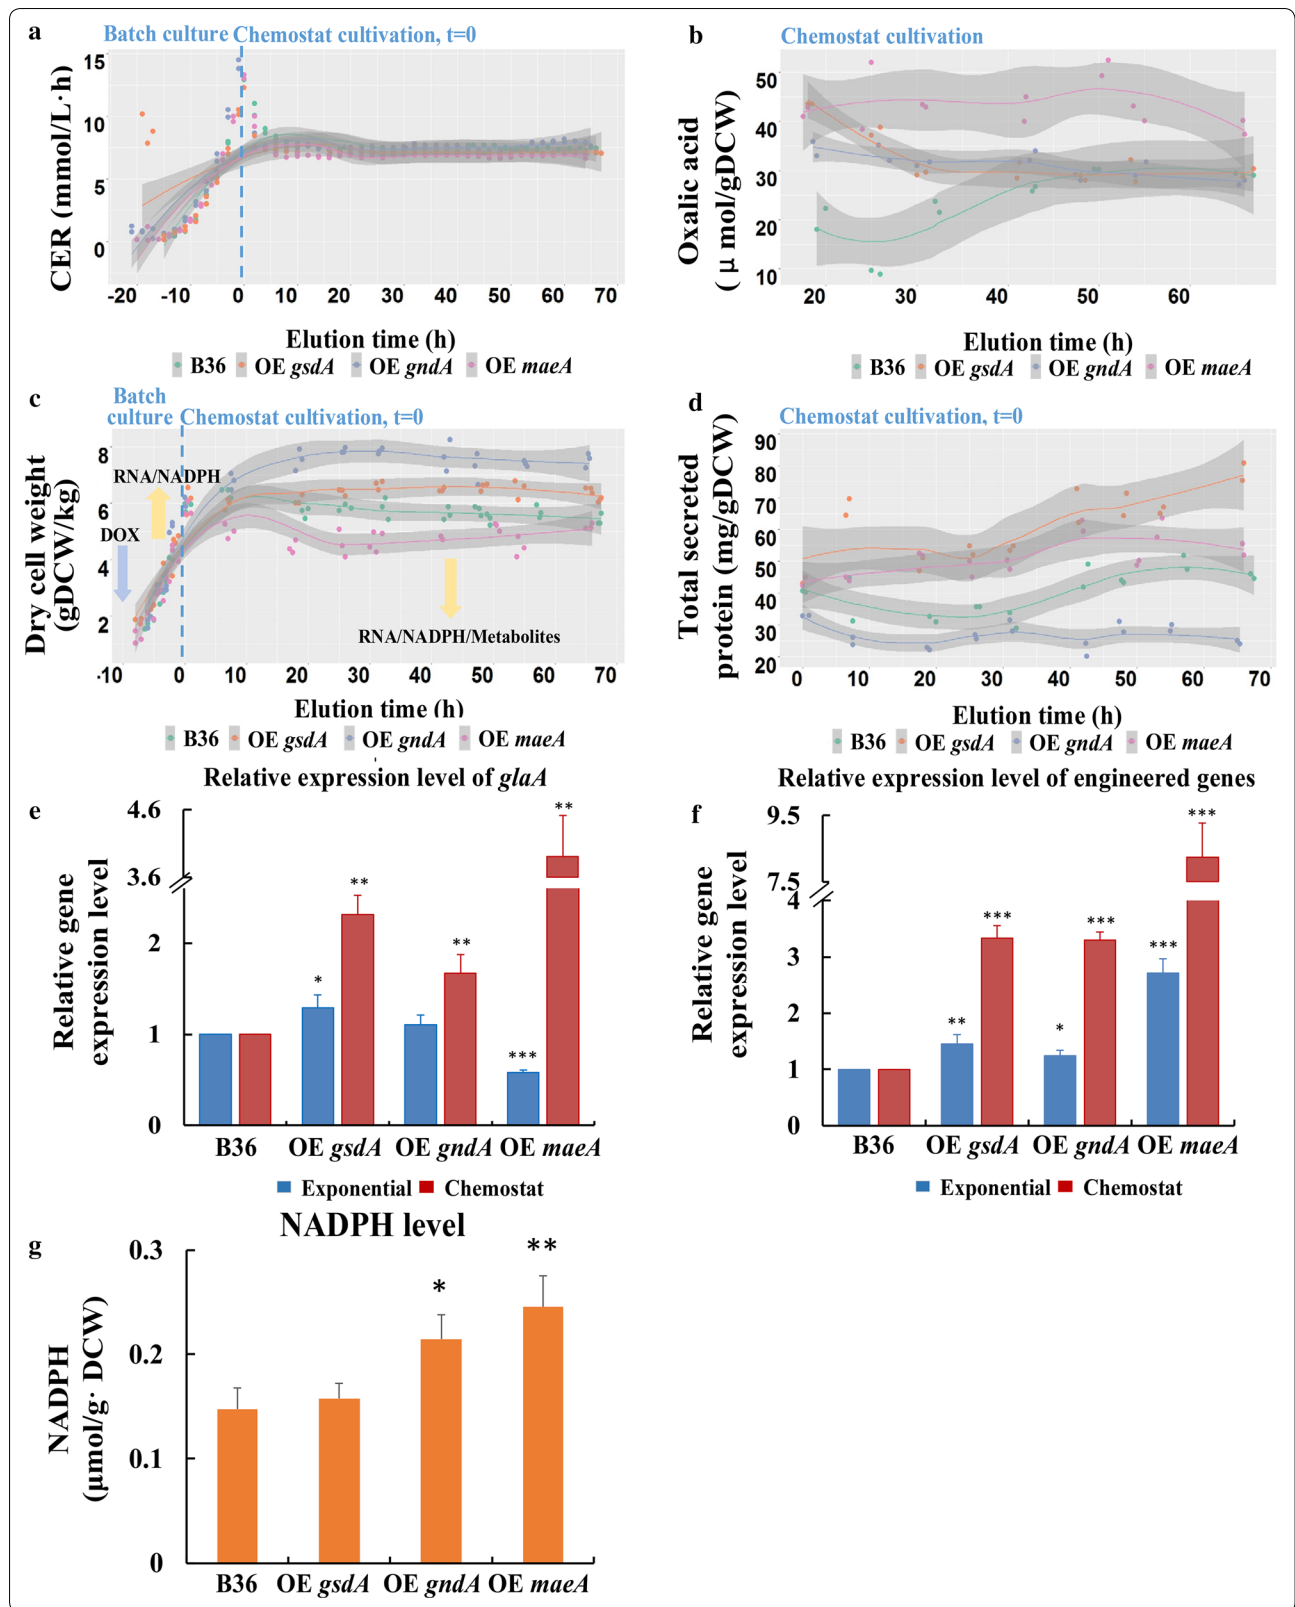 a
Batch culture Chemostat cultivation, t=0
CER (mmol/L·h)
15
10
5
0
-20 -10 0 10 20 30 40 50 60 70
Elution time (h)
B36 OE gsdA OE gndA OE maeA
b
Chemostat cultivation
Oxalic acid
( μ mol/gDCW)
50
40
30
20
10
20 30 40 50 60
Elution time (h)
B36 OE gsdA OE gndA OE maeA
c
Batch
culture Chemostat cultivation, t=0
Dry cell weight
(gDCW/kg)
8
6
4
2
RNA/NADPH
DOX
RNA/NADPH/Metabolites
-10 0 10 20 30 40 50 60 70
Elution time (h)
B36 OE gsdA OE gndA OE maeA
d
Chemostat cultivation, t=0
Total secreted
protein (mg/gDCW)
90
80
70
60
50
40
30
20
0 10 20 30 40 50 60 70
Elution time (h)
B36 OE gsdA OE gndA OE maeA
e
Relative expression level of glaA
Relative gene
expression level
4.6
3.6
2
1
0
* ** ** *** **
B36 OE gsdA OE gndA OE maeA
Exponential Chemostat
f
Relative expression level of engineered genes
Relative gene
expression level
9.5
7.5
4
3
2
1
0
** *** * *** *** ***
B36 OE gsdA OE gndA OE maeA
Exponential Chemostat
g
NADPH level
NADPH
(μmol/g· DCW)
0.3
0.2
0.1
0
* **
B36 OE gsdA OE gndA OE maeA